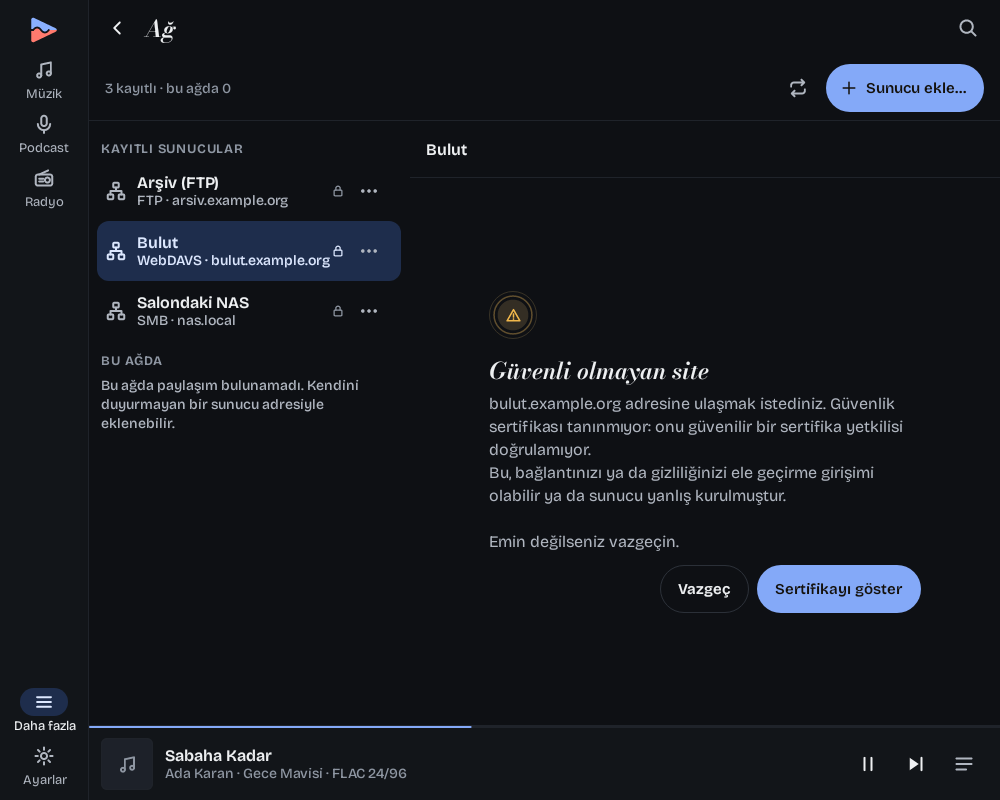 Ağ
3 kayıtlı · bu ağda 0
Sunucu ekle...
Müzik
Podcast
Radyo
KAYITLI SUNUCULAR
Arşiv (FTP)
FTP · arsiv.example.org
Bulut
WebDAVS · bulut.example.org
Salondaki NAS
SMB · nas.local
BU AĞDA
Bu ağda paylaşım bulunamadı. Kendini
duyurmayan bir sunucu adresiyle
eklenebilir.
Bulut
Güvenli olmayan site
bulut.example.org adresine ulaşmak istediniz. Güvenlik
sertifikası tanınmıyor: onu güvenilir bir sertifika yetkilisi
doğrulamıyor.
Bu, bağlantınızı ya da gizliliğinizi ele geçirme girişimi
olabilir ya da sunucu yanlış kurulmuştur.
Emin değilseniz vazgeçin.
Vazgeç
Sertifikayı göster
Daha fazla
Ayarlar
Sabaha Kadar
Ada Karan · Gece Mavisi · FLAC 24/96